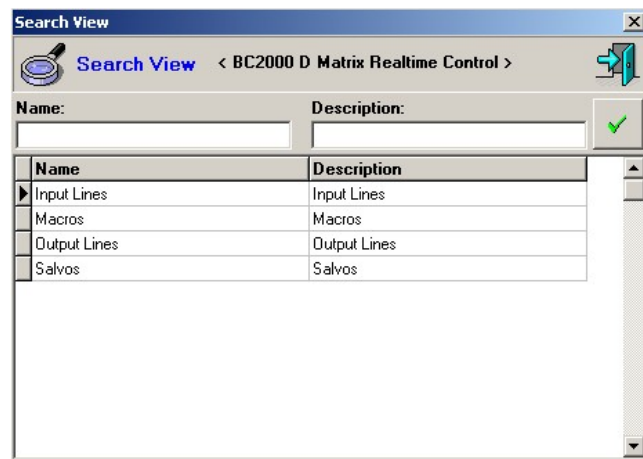 Search View
Search View < BC2000 D Matrix Realtime Control >
Name: Description:
Name Description
Input Lines Input Lines
Macros Macros
Output Lines Output Lines
Salvos Salvos